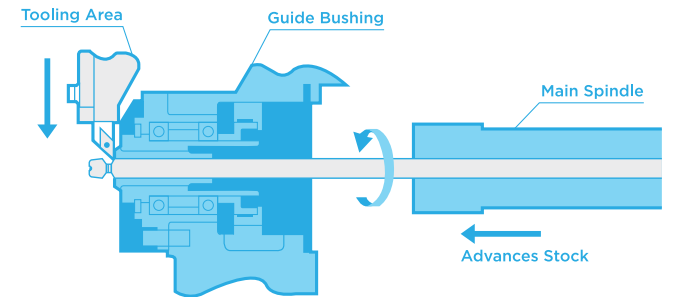 Tooling Area
Guide Bushing
Main Spindle
Advances Stock